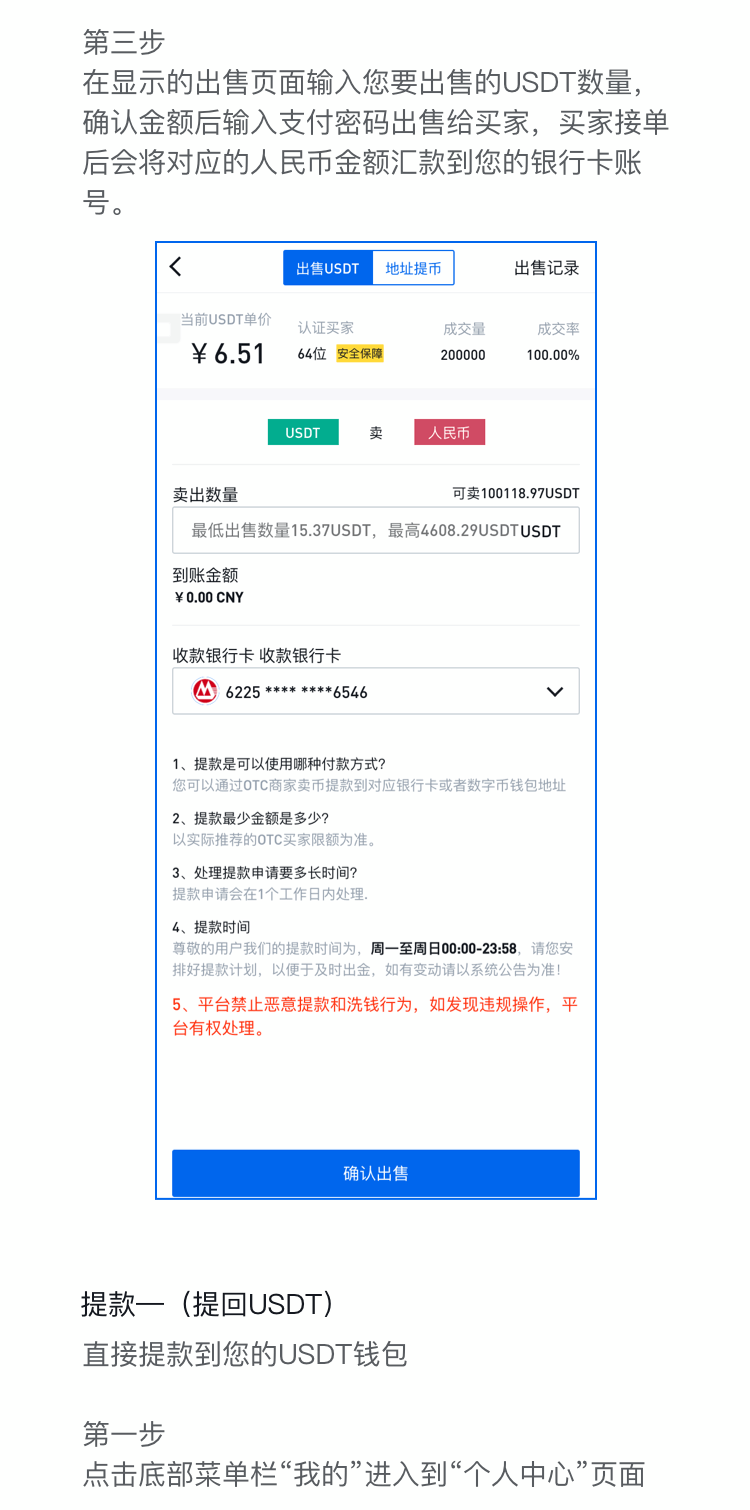 第三步
在显示的出售页面输入您要出售的USDT数量，
确认金额后输入支付密码出售给买家，买家接单
后会将对应的人民币金额汇款到您的银行卡账
号。
出售USDT 地址提币 出售记录
当前USDT单价 认证买家 成交量 成交率
￥6.51 64位 安全保障 200000 100.00%
USDT 卖 人民币
卖出数量 可卖100118.97USDT
最低出售数量15.37USDT，最高4608.29USDT USDT
到账金额
￥0.00 CNY
收款银行卡 收款银行卡
6225 **** ****6546
1、提款是可以使用哪种付款方式?
您可以通过OTC商家卖币提款到对应银行卡或者数字币钱包地址
2、提款最少金额是多少?
以实际推荐的OTC买家限额为准。
3、处理提款申请要多长时间?
提款申请会在1个工作日内处理.
4、提款时间
尊敬的用户我们的提款时间为，周一至周日00:00-23:58，请您安
排好提款计划，以便于及时出金，如有变动请以系统公告为准!
5、平台禁止恶意提款和洗钱行为，如发现违规操作，平
台有权处理。
确认出售
提款一（提回USDT）
直接提款到您的USDT钱包
第一步
点击底部菜单栏“我的”进入到“个人中心”页面